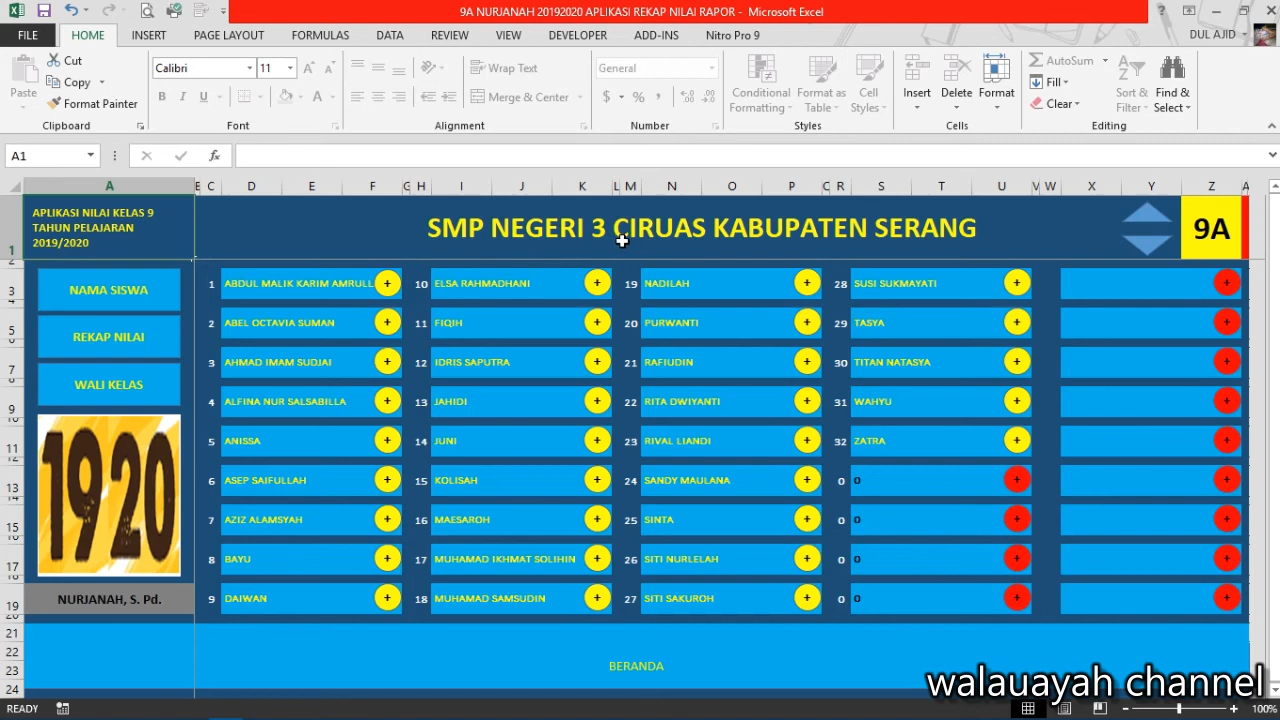 9A NURJANAH 20192020 APLIKASI REKAP NILAI RAPOR - Microsoft Excel
FILE HOME INSERT PAGE LAYOUT FORMULAS DATA REVIEW VIEW DEVELOPER ADD-INS Nitro Pro 9 DUL AJID
Paste Cut Copy Format Painter Calibri 11 Wrap Text Merge & Center General Conditional Formatting Format as Table Cell Styles Insert Delete Format AutoSum Fill Clear Sort & Filter Find & Select
Clipboard Font Alignment Number Styles Cells Editing
A1
A C D E F G H I J K L M N O P R S T U V W X Y Z
APLIKASI NILAI KELAS 9
TAHUN PELAJARAN
2019/2020
SMP NEGERI 3 CIRUAS KABUPATEN SERANG
9A
NAMA SISWA
REKAP NILAI
WALI KELAS
1920
NURJANAH, S. Pd.
1 ABDUL MALIK KARIM AMRULL + 10 ELSA RAHMADHANI + 19 NADILAH + 28 SUSI SUKMAYATI + +
2 ABEL OCTAVIA SUMAN + 11 FIQIH + 20 PURWANTI + 29 TASYA + +
3 AHMAD IMAM SUDJAI + 12 IDRIS SAPUTRA + 21 RAFIUDIN + 30 TITAN NATASYA + +
4 ALFINA NUR SALSABILLA + 13 JAHIDI + 22 RITA DWIYANTI + 31 WAHYU + +
5 ANISSA + 14 JUNI + 23 RIVAL LIANDI + 32 ZATRA + +
6 ASEP SAIFULLAH + 15 KOLISAH + 24 SANDY MAULANA + 0 0 + +
7 AZIZ ALAMSYAH + 16 MAESAROH + 25 SINTA + 0 0 + +
8 BAYU + 17 MUHAMAD IKHMAT SOLIHIN + 26 SITI NURLELAH + 0 0 + +
9 DAIWAN + 18 MUHAMAD SAMSUDIN + 27 SITI SAKUROH + 0 0 + +
BERANDA
walauayah channel
READY 100%